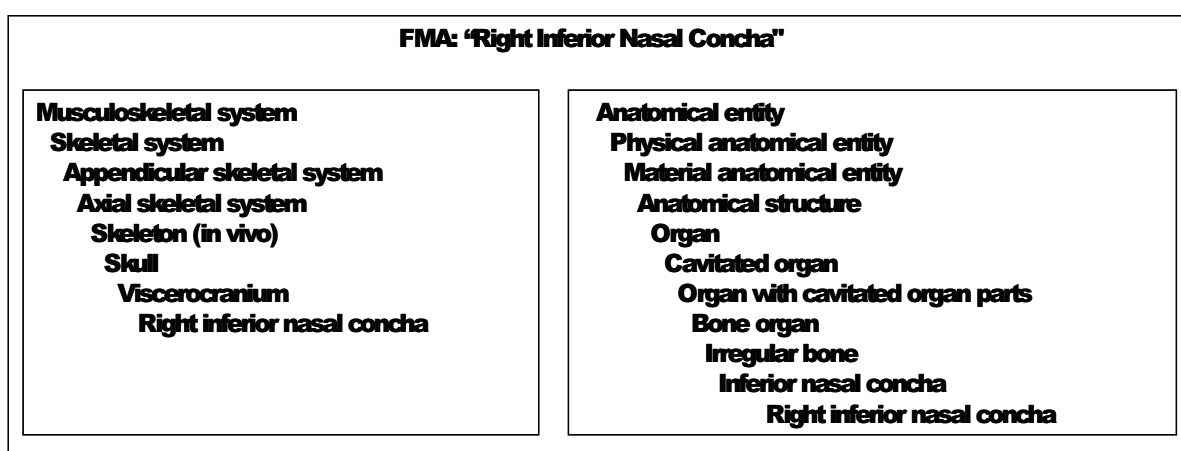 FMA: “Right Inferior Nasal Concha"
Musculoskeletal system
Skeletal system
Appendicular skeletal system
Axial skeletal system
Skeleton (in vivo)
Skull
Viscerocranium
Right inferior nasal concha
Anatomical entity
Physical anatomical entity
Material anatomical entity
Anatomical structure
Organ
Cavitated organ
Organ with cavitated organ parts
Bone organ
Irregular bone
Inferior nasal concha
Right inferior nasal concha